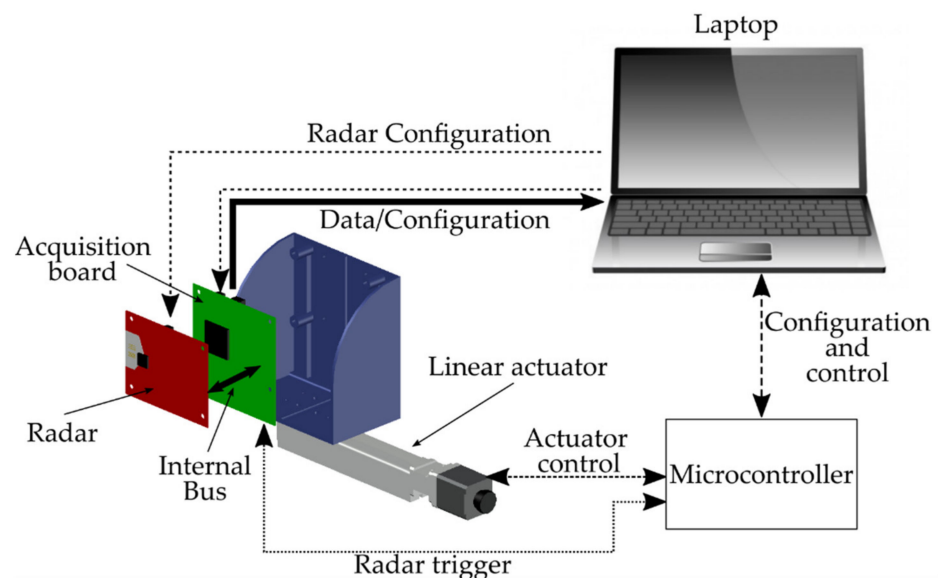 Laptop
Radar Configuration
Data/Configuration
Acquisition
board
Configuration
and
control
Linear actuator
Radar
Internal
Bus
Actuator
control
Microcontroller
Radar trigger